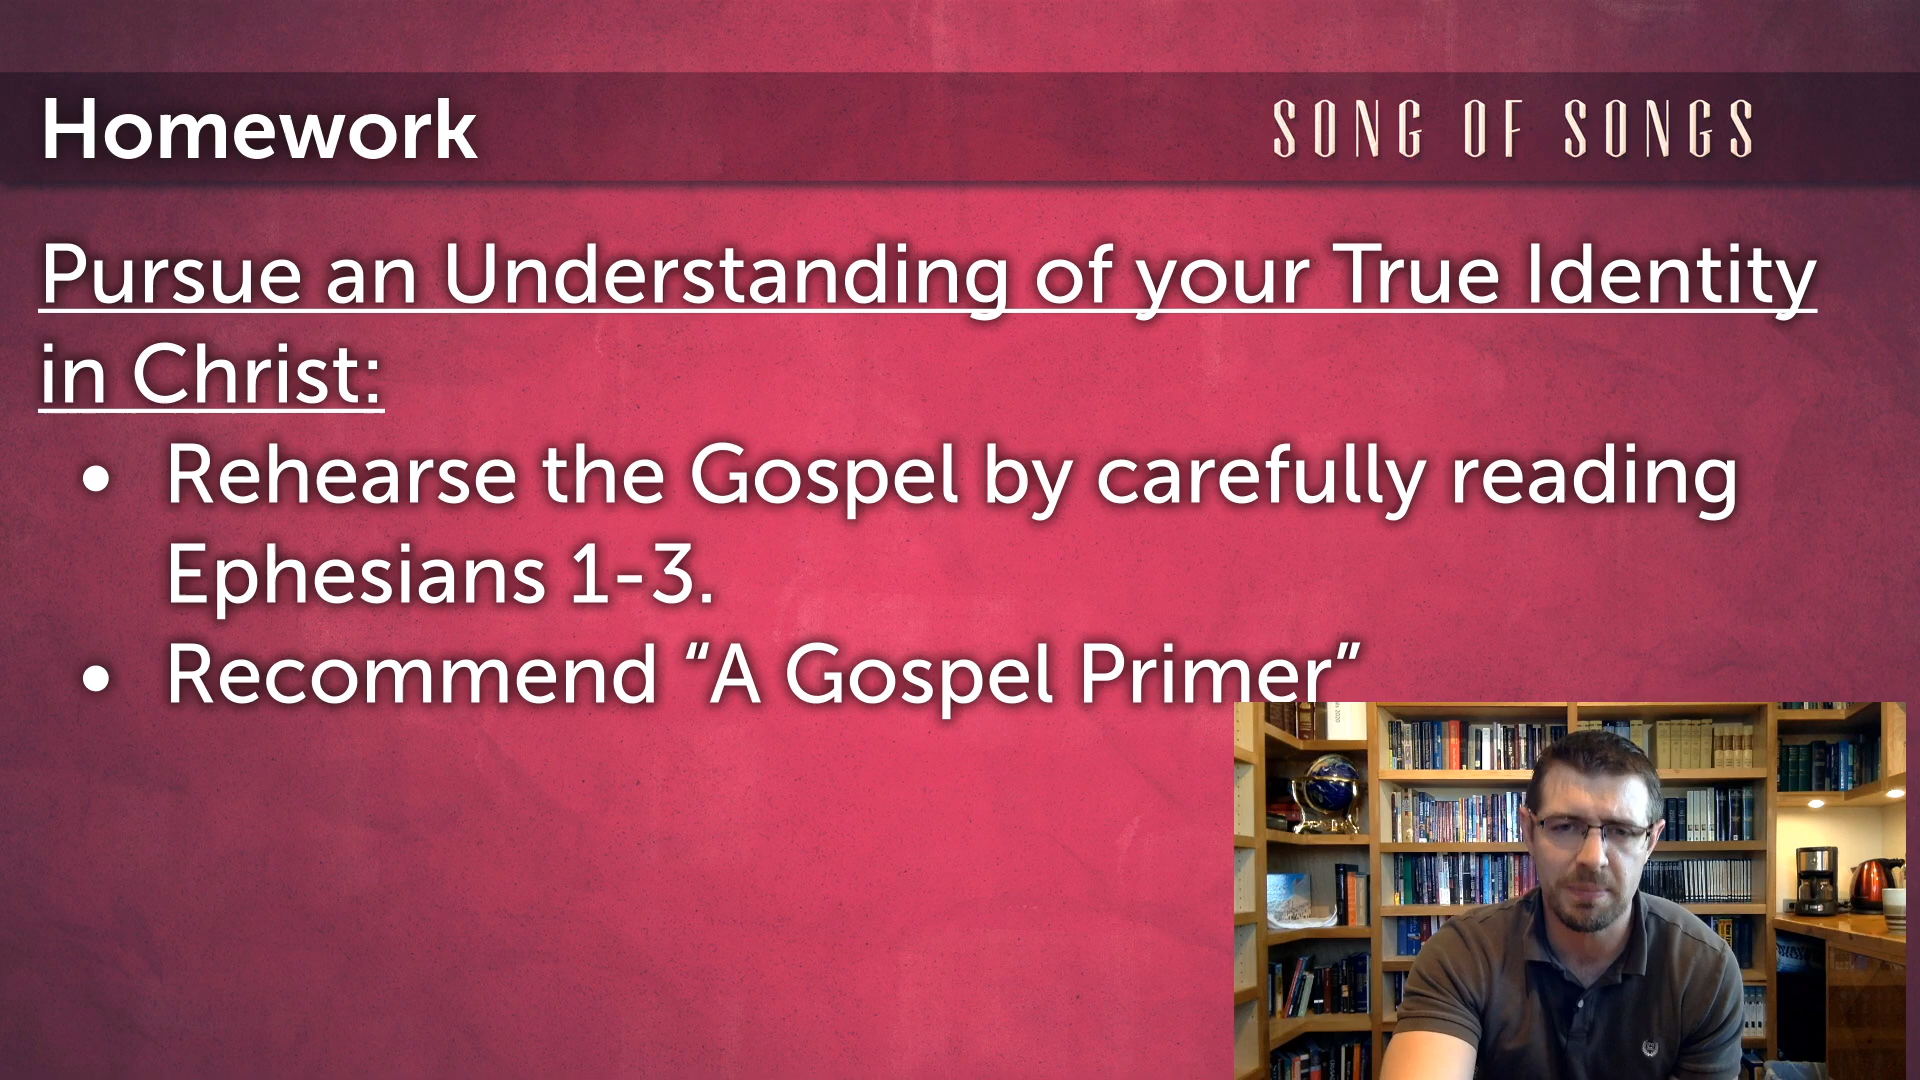 Homework
SONG OF SONGS
Pursue an Understanding of your True Identity
in Christ:
• Rehearse the Gospel by carefully reading
Ephesians 1-3.
• Recommend “A Gospel Primer”